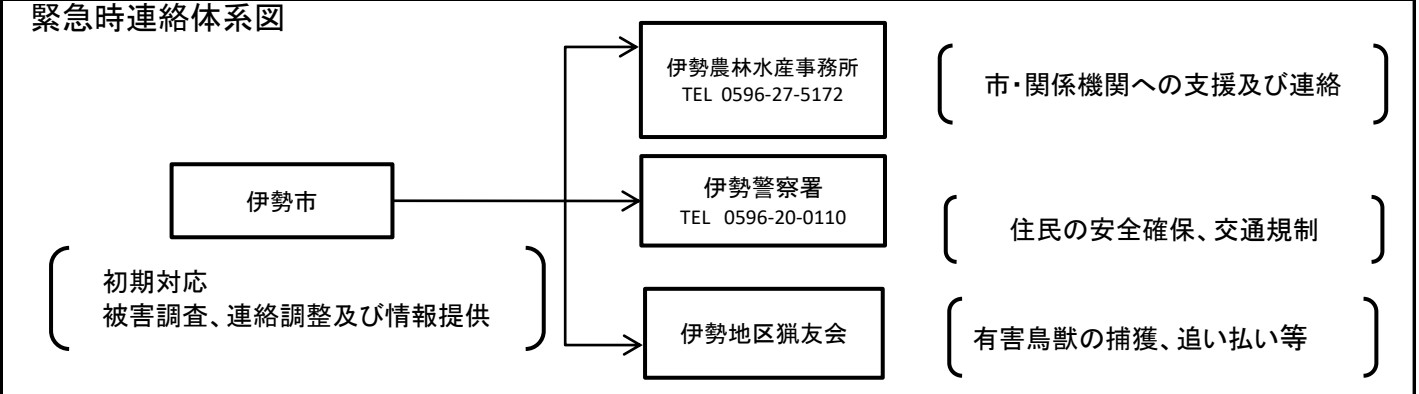 緊急時連絡体系図
伊勢農林水産事務所
TEL 0596-27-5172
市・関係機関への支援及び連絡
伊勢市
伊勢警察署
TEL 0596-20-0110
住民の安全確保、交通規制
初期対応
被害調査、連絡調整及び情報提供
伊勢地区猟友会
有害鳥獣の捕獲、追い払い等